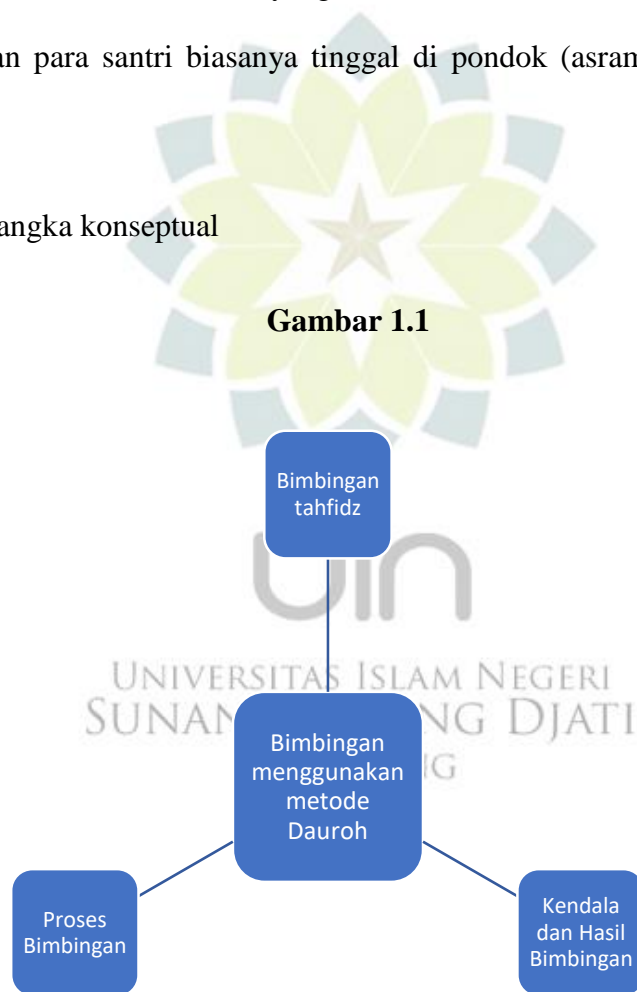 an para santri biasanya tinggal di pondok (asram
angka konseptual
Gambar 1.1
Bimbingan
tahfidz
uin
UNIVERSITAS ISLAM NEGERI
SUNAN NG DJATI
Bimbingan
menggunakan
metode
Dauroh
Proses
Bimbingan
Kendala
dan Hasil
Bimbingan